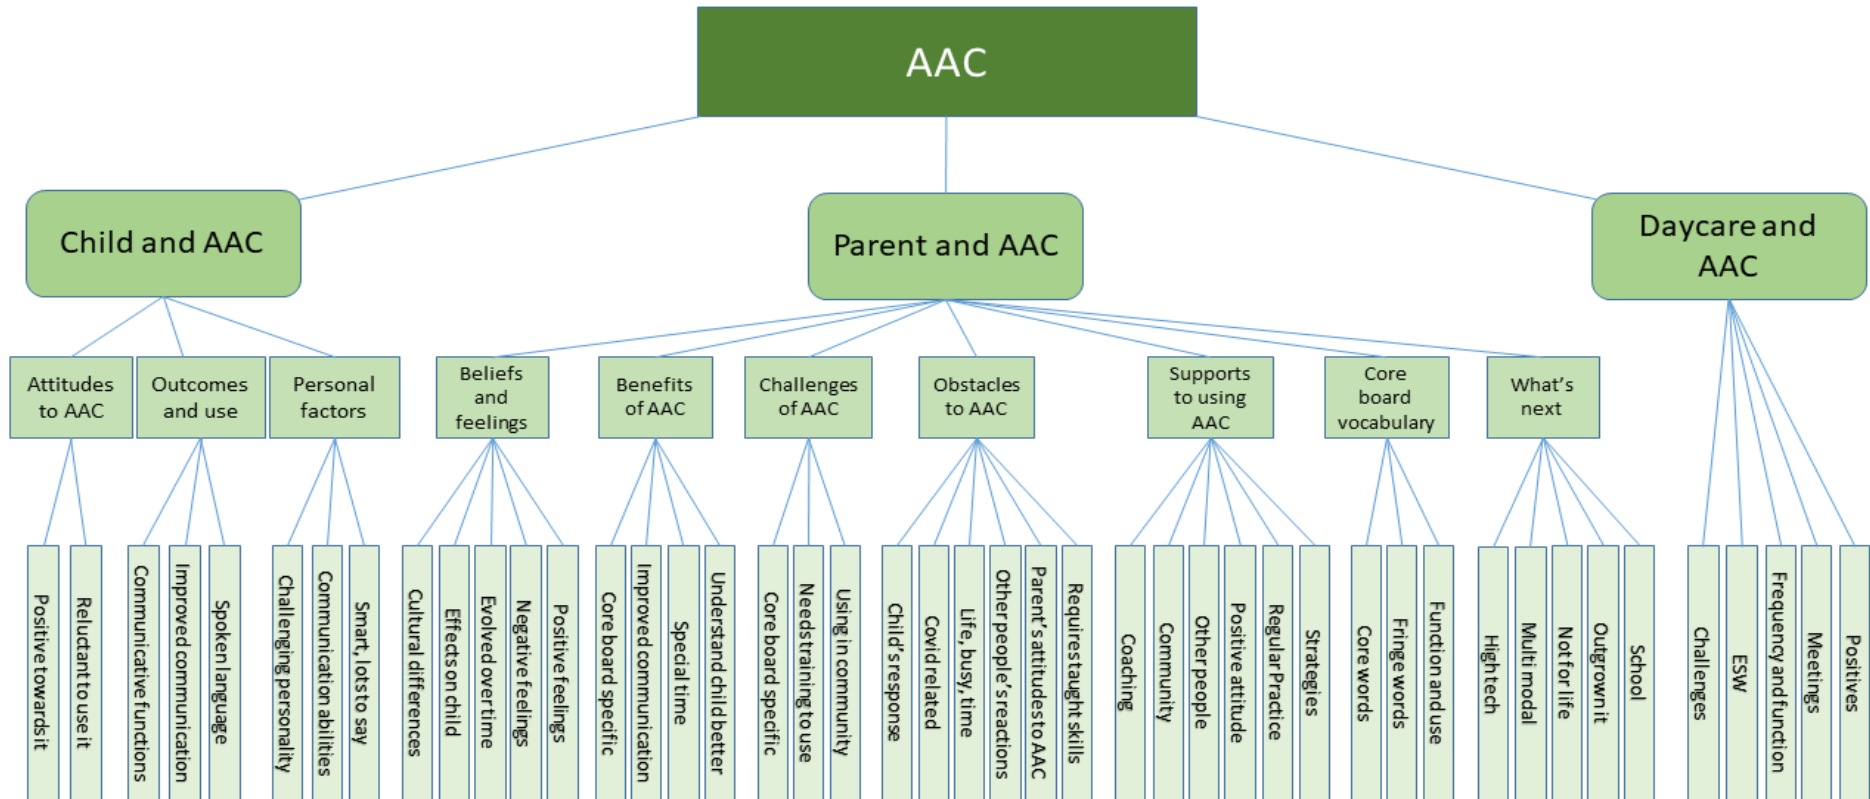 AAC
Child and AAC
Parent and AAC
Daycare and
AAC
Attitudes
to AAC
Outcomes
and use
Personal
factors
Beliefs
and
feelings
Benefits
of AAC
Challenges
of AAC
Obstacles
to AAC
Supports
to using
AAC
Core
board
vocabulary
What's
next
Positive towards it
Reluctant to use it
Communicative functions
Improved communication
Spoken language
Challenging personality
Communication abilities
Smart, lots to say
Cultural differences
Effects on child
Evolved over time
Negative feelings
Positive feelings
Core board specific
Improved communication
Special time
Understand child better
Core board specific
Needs training to use
Using in community
Child's response
Covid related
Life, busy, time
Other people's reactions
Parent's attitudes to AAC
Requires taught skills
Coaching
Community
Other people
Positive attitude
Regular Practice
Strategies
Core words
Fringe words
Function and use
High tech
Multi modal
Not for life
Outgrown it
School
Challenges
ESW
Frequency and function
Meetings
Positives